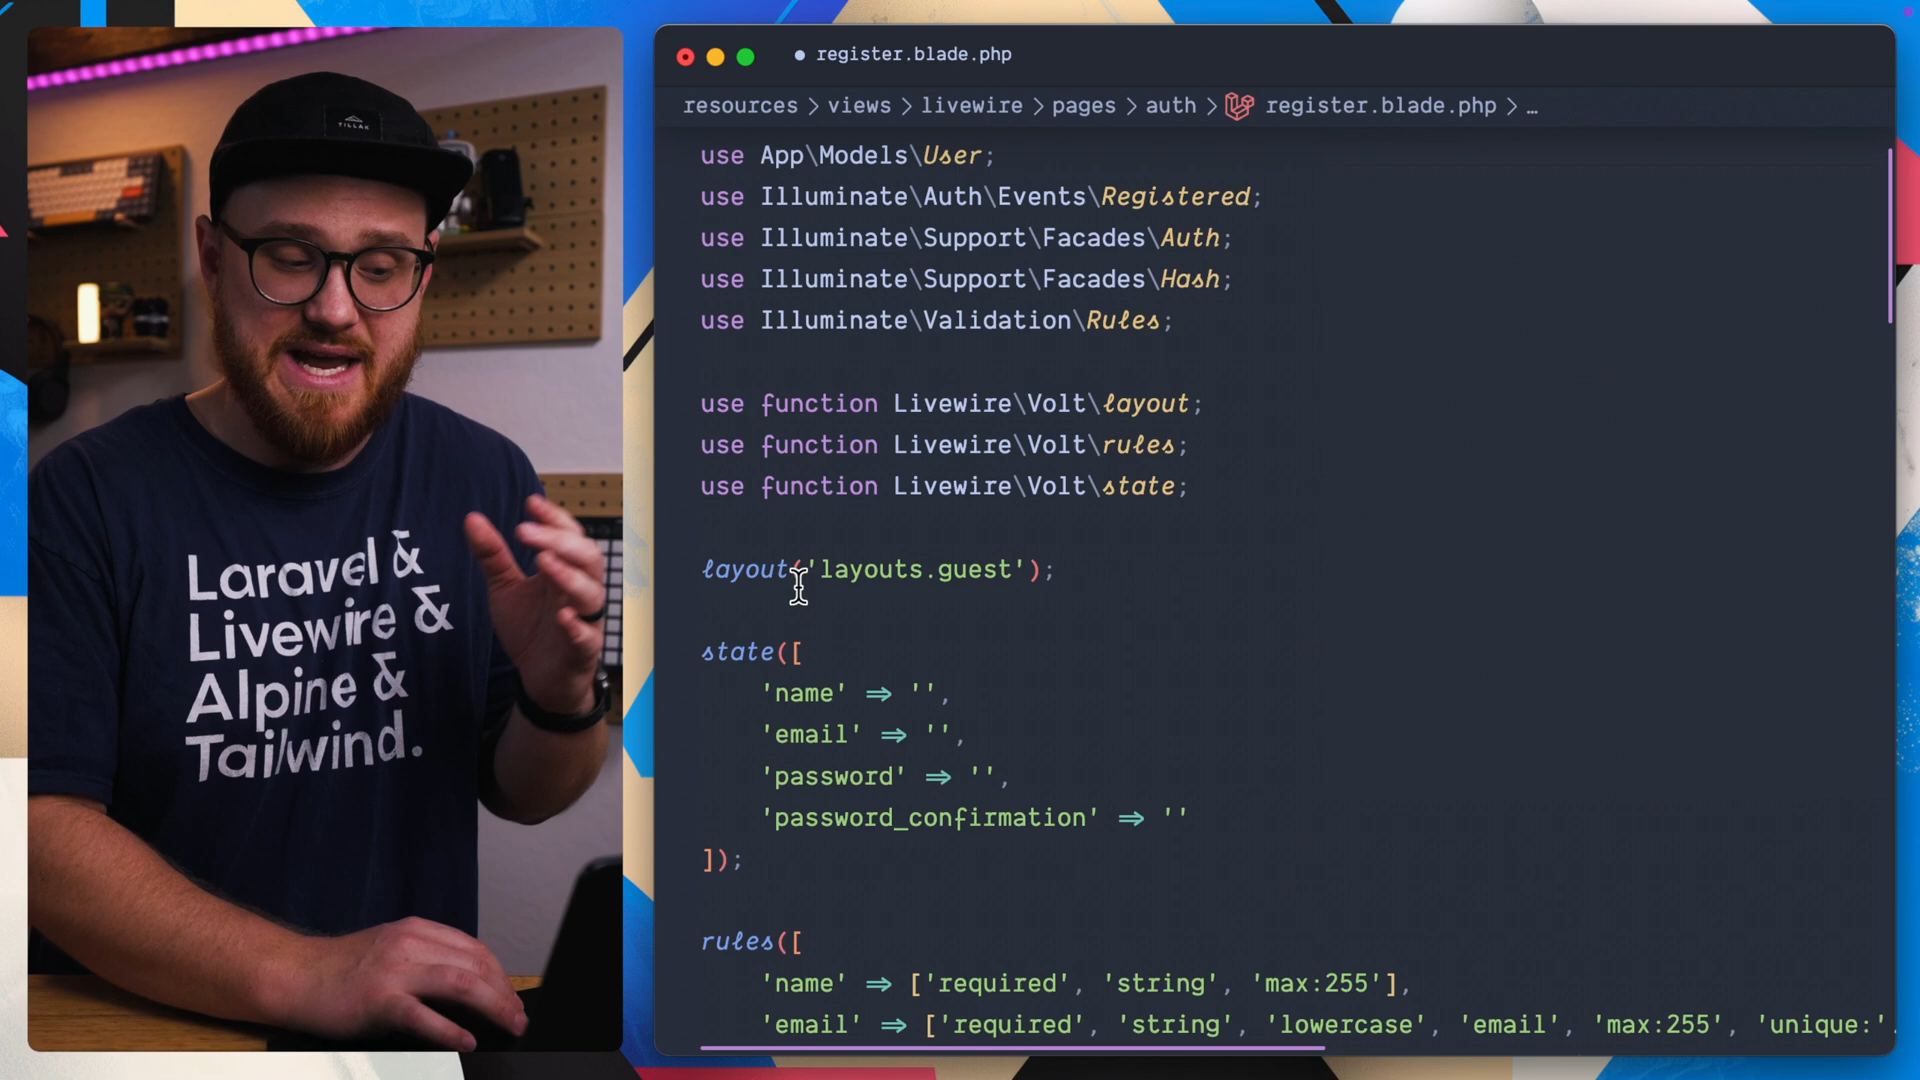 TILLAK
Laravel &
Livewire &
Alpine &
Tailwind.
register.blade.php
resources > views > livewire > pages > auth > register.blade.php > …
use App\Models\User;
use Illuminate\Auth\Events\Registered;
use Illuminate\Support\Facades\Auth;
use Illuminate\Support\Facades\Hash;
use Illuminate\Validation\Rules;
use function Livewire\Volt\layout;
use function Livewire\Volt\rules;
use function Livewire\Volt\state;
layout('layouts.guest');
state([
'name' => '',
'email' => '',
'password' => '',
'password_confirmation' => ''
]);
rules([
'name' => ['required', 'string', 'max:255'],
'email' => ['required', 'string', 'lowercase', 'email', 'max:255', 'unique:'.